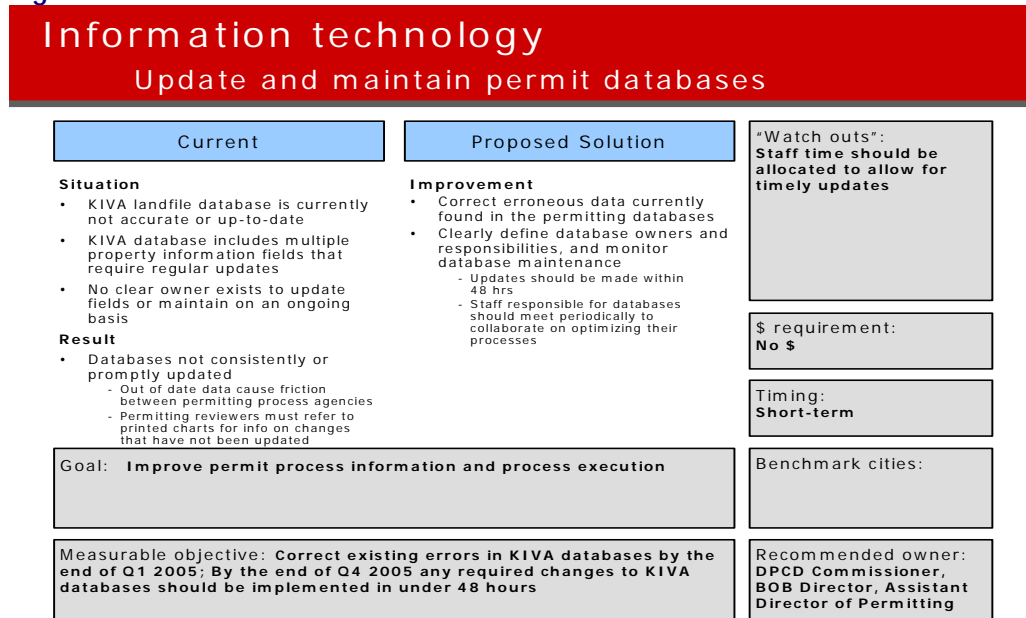 Information technology
Update and maintain permit databases
Current
Situation
• KIVA landfile database is currently
not accurate or up-to-date
• KIVA database includes multiple
property information fields that
require regular updates
• No clear owner exists to update
fields or maintain on an ongoing
basis
Result
• Databases not consistently or
promptly updated
- Out of date data cause friction
between permitting process agencies
- Permitting reviewers must refer to
printed charts for info on changes
that have not been updated
Proposed Solution
Improvement
• Correct erroneous data currently
found in the permitting databases
• Clearly define database owners and
responsibilities, and monitor
database maintenance
- Updates should be made within
48 hrs
- Staff responsible for databases
should meet periodically to
collaborate on optimizing their
processes
"Watch outs":
Staff time should be
allocated to allow for
timely updates
$ requirement:
No $
Timing:
Short-term
Goal: Improve permit process information and process execution
Benchmark cities:
Measurable objective: Correct existing errors in KIVA databases by the
end of Q1 2005; By the end of Q4 2005 any required changes to KIVA
databases should be implemented in under 48 hours
Recommended owner:
DPCD Commissioner,
BOB Director, Assistant
Director of Permitting